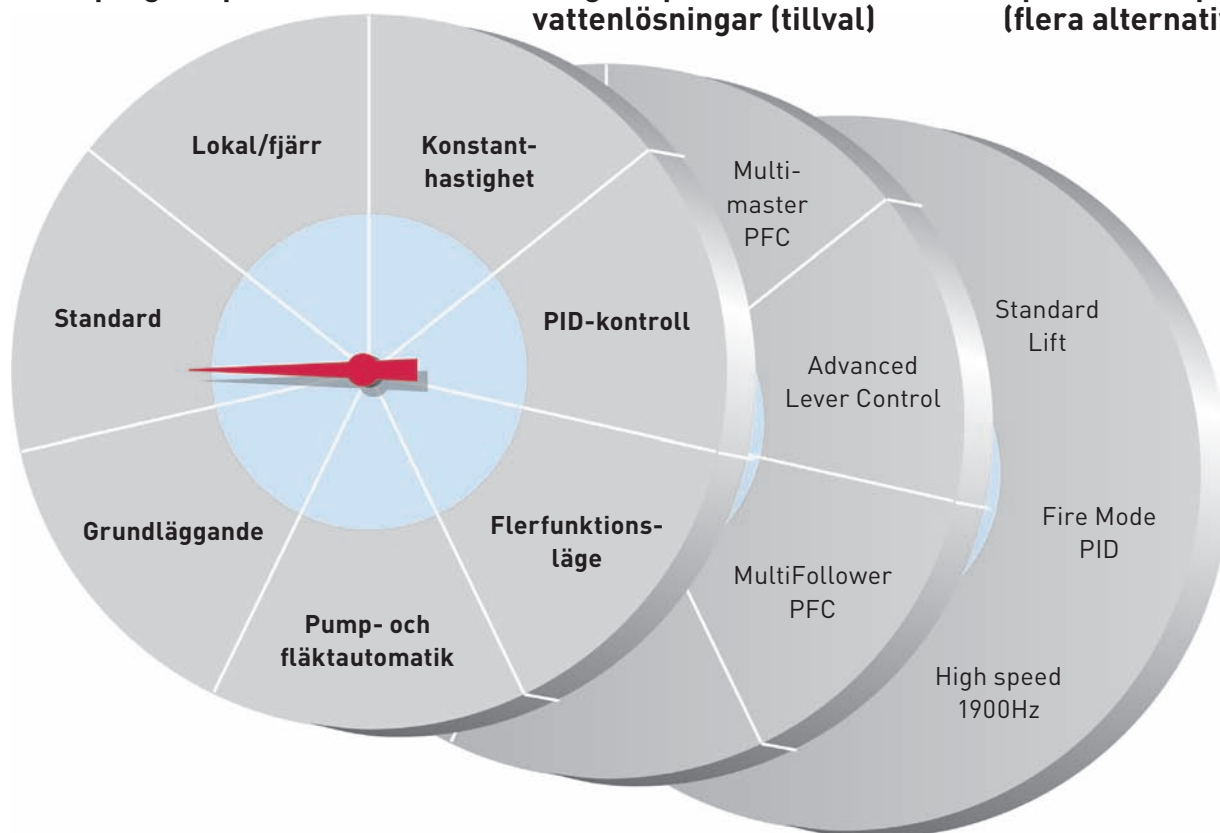 vattenlösningar (tillval)
(flera
Lokal/fjärr
Konstant-
hastighet
PID-kontroll
Flerfunktions-
läge
Pump- och
fläktautomatik
Grundläggande
Standard
Multi-
master
PFC
Advanced
Lever Control
MultiFollower
PFC
Standard
Lift
Fire Mode
PID
High speed
1900Hz